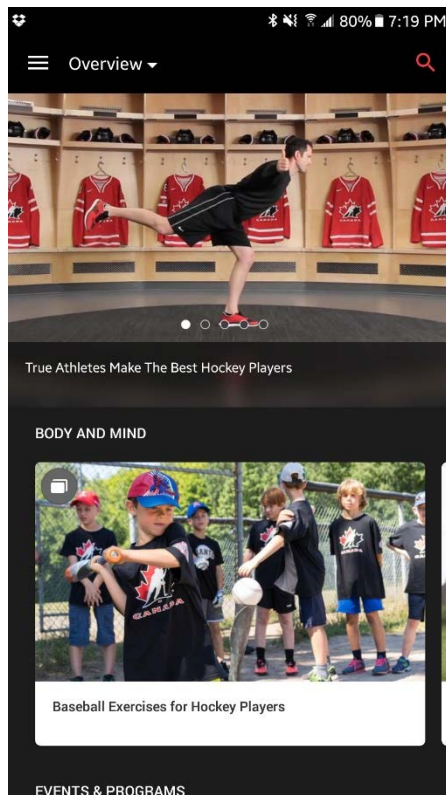 80% 7:19 PM
Overview
True Athletes Make The Best Hockey Players
BODY AND MIND
CANADA
Baseball Exercises for Hockey Players
EVENTS & PROGRAMS